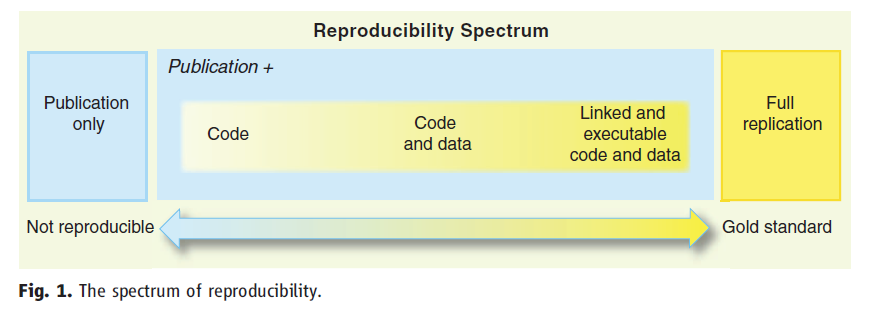 Reproducibility Spectrum
Publication only
Publication +
Code
Code
and data
Linked and
executable
code and data
Full
replication
Not reproducible
Gold standard
Fig. 1. The spectrum of reproducibility.